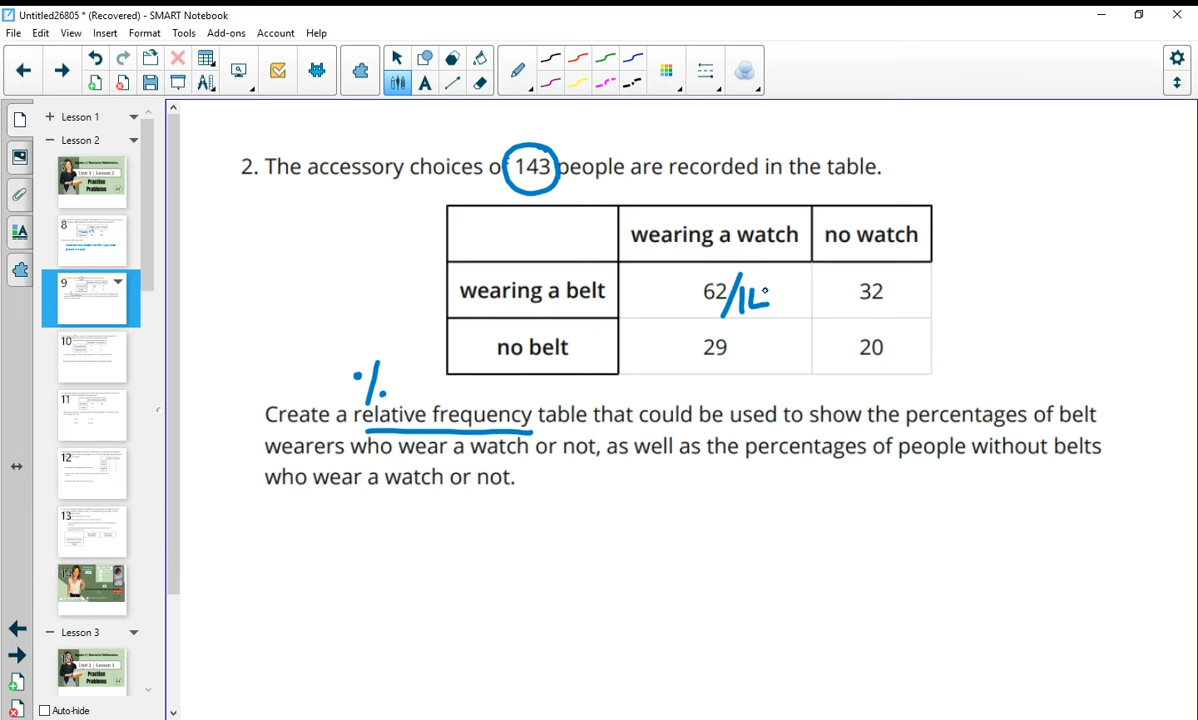 Untitled26805 * (Recovered) - SMART Notebook
File Edit View Insert Format Tools Add-ons Account Help
Lesson 1
Lesson 2
8
9
10
11
12
13
14
Lesson 3
Practice
Problems
Auto-hide
2. The accessory choices of 143 people are recorded in the table.
wearing a watch no watch
wearing a belt 62/14 32
no belt 29 20
%
Create a relative frequency table that could be used to show the percentages of belt
wearers who wear a watch or not, as well as the percentages of people without belts
who wear a watch or not.